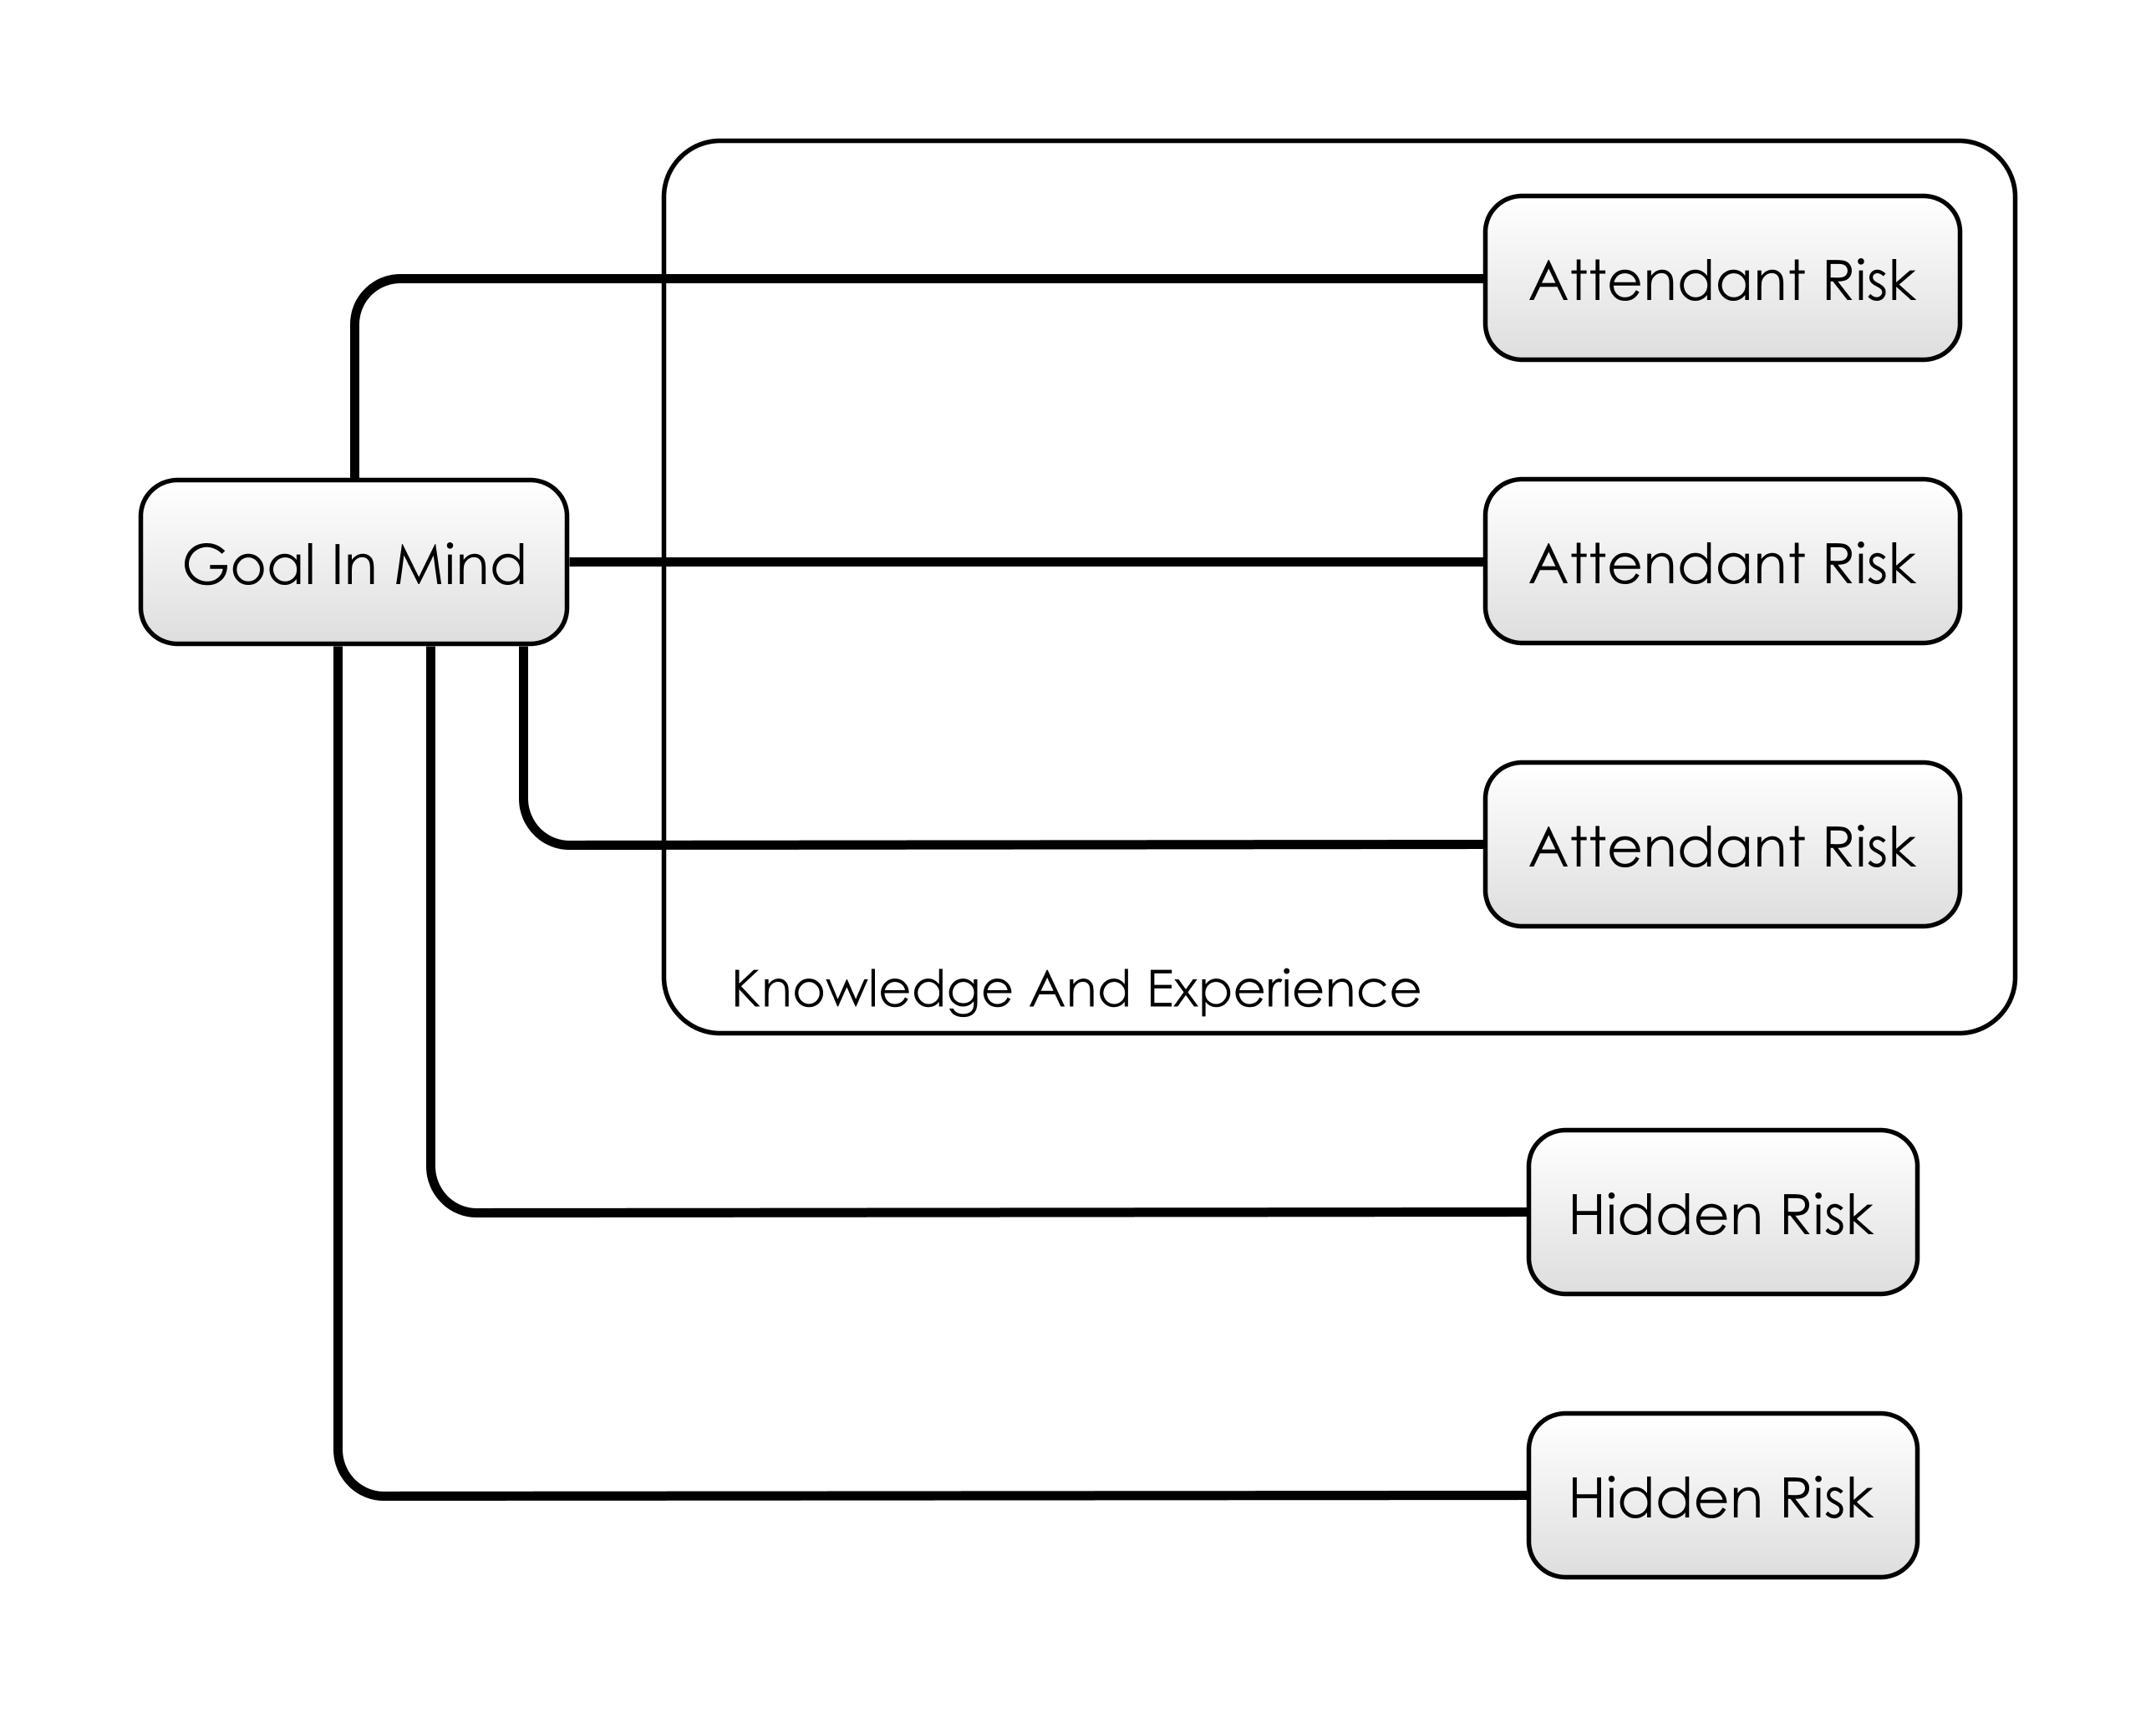 Attendant Risk
Goal In Mind
Attendant Risk
Attendant Risk
Knowledge And Experience
Hidden Risk
Hidden Risk